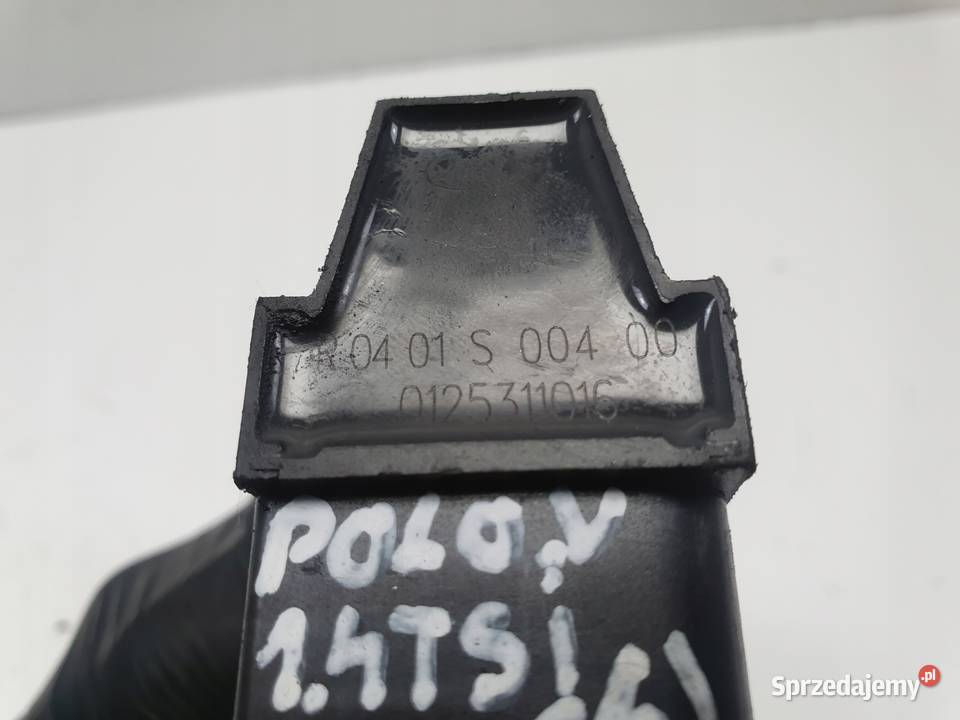 R 04 01 S 004 00
0125311016
POLO V
1.4TSI
Sprzedajemy.pl